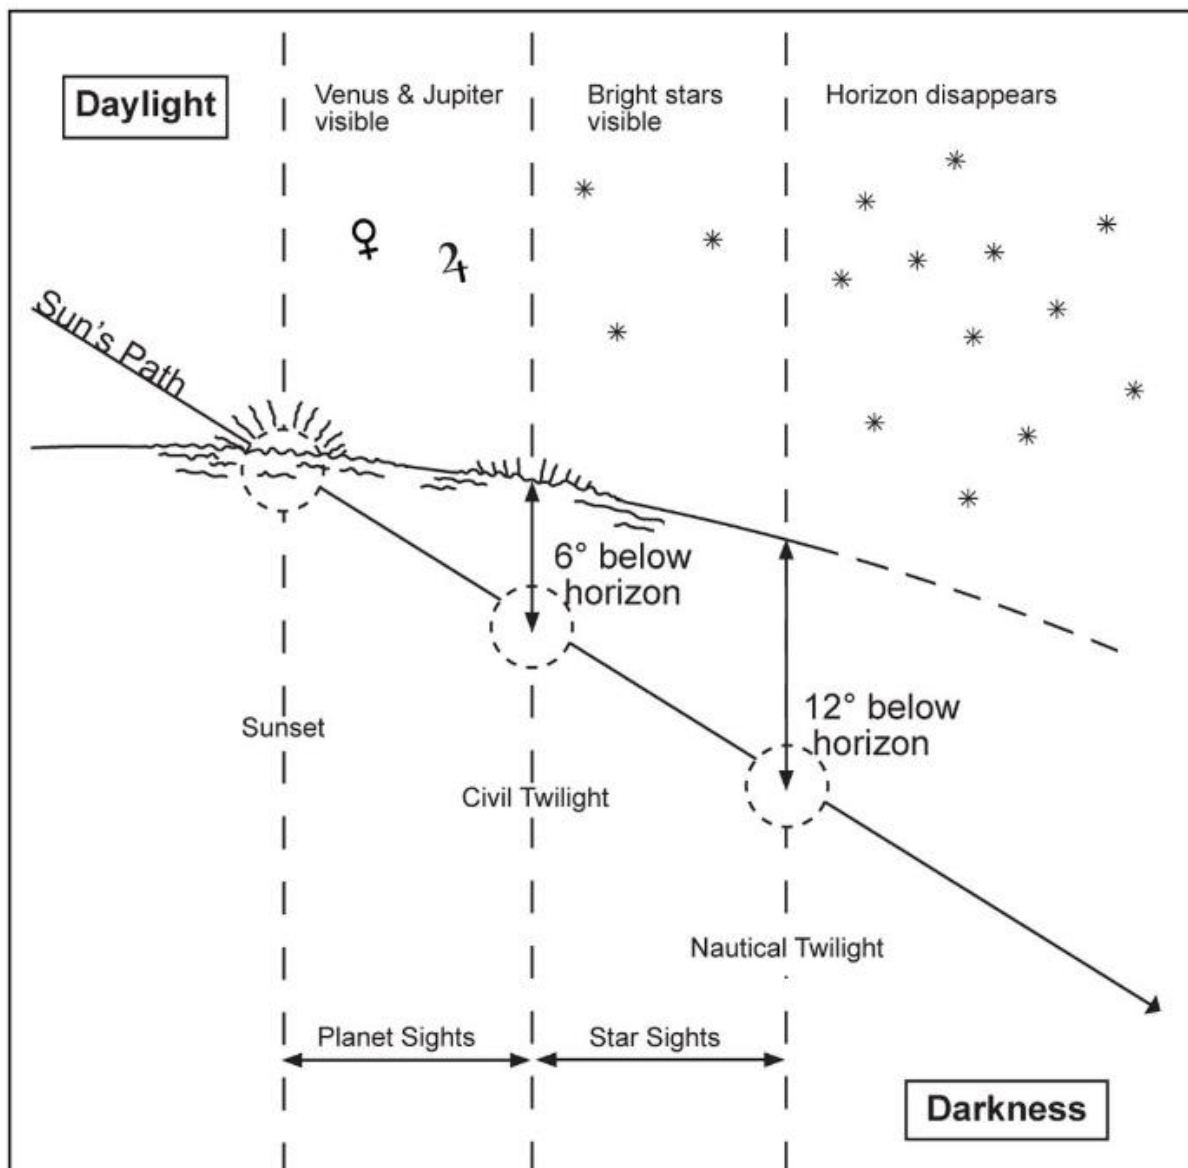 Daylight
Venus & Jupiter
visible
Bright stars
visible
Horizon disappears
♀
♃
Sun's Path
6° below
horizon
12° below
horizon
Sunset
Civil Twilight
Nautical Twilight
Planet Sights
Star Sights
Darkness